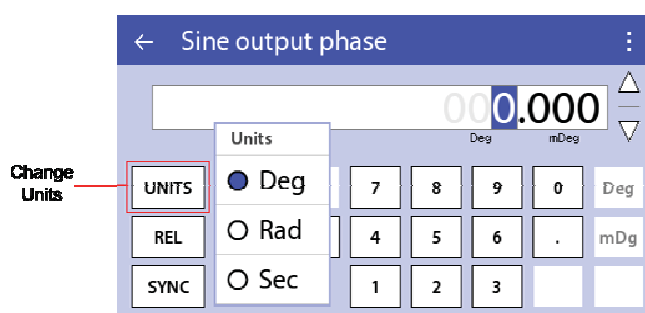 ← Sine output phase
000.000
Deg mDeg
Change
Units
Units
Deg
Rad
Sec
UNITS 7 8 9 0 Deg
REL 4 5 6 . mDg
SYNC 1 2 3